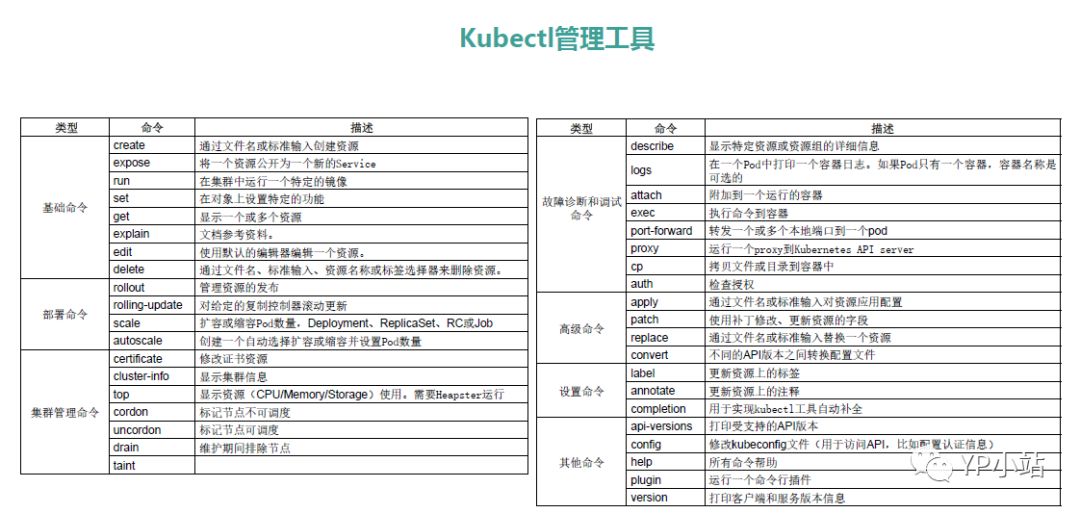 Kubectl管理工具
类型 命令 描述
基础命令
create 通过文件名或标准输入创建资源
expose 将一个资源公开为一个新的Service
run 在集群中运行一个特定的镜像
set 在对象上设置特定的功能
get 显示一个或多个资源
explain 文档参考资料。
edit 使用默认的编辑器编辑一个资源。
delete 通过文件名、标准输入、资源名称或标签选择器来删除资源。
部署命令
rollout 管理资源的发布
rolling-update 对给定的复制控制器滚动更新
scale 扩容或缩容Pod数量，Deployment、ReplicaSet、RC或Job
autoscale 创建一个自动选择扩容或缩容并设置Pod数量
集群管理命令
certificate 修改证书资源
cluster-info 显示集群信息
top 显示资源（CPU/Memory/Storage）使用。需要Heapster运行
cordon 标记节点不可调度
uncordon 标记节点可调度
drain 维护期间排除节点
taint
类型 命令 描述
故障诊断和调试
命令
describe 显示特定资源或资源组的详细信息
logs 在一个Pod中打印一个容器日志。如果Pod只有一个容器，容器名称是
可选的
attach 附加到一个运行的容器
exec 执行命令到容器
port-forward 转发一个或多个本地端口到一个pod
proxy 运行一个proxy到Kubernetes API server
cp 拷贝文件或目录到容器中
auth 检查授权
高级命令
apply 通过文件名或标准输入对资源应用配置
patch 使用补丁修改、更新资源的字段
replace 通过文件名或标准输入替换一个资源
convert 不同的API版本之间转换配置文件
设置命令
label 更新资源上的标签
annotate 更新资源上的注释
completion 用于实现kubectl工具自动补全
其他命令
api-versions 打印受支持的API版本
config 修改kubeconfig文件（用于访问API，比如配置认证信息）
help 所有命令帮助
plugin 运行一个命令行插件
version 打印客户端和服务版本信息
YP小站